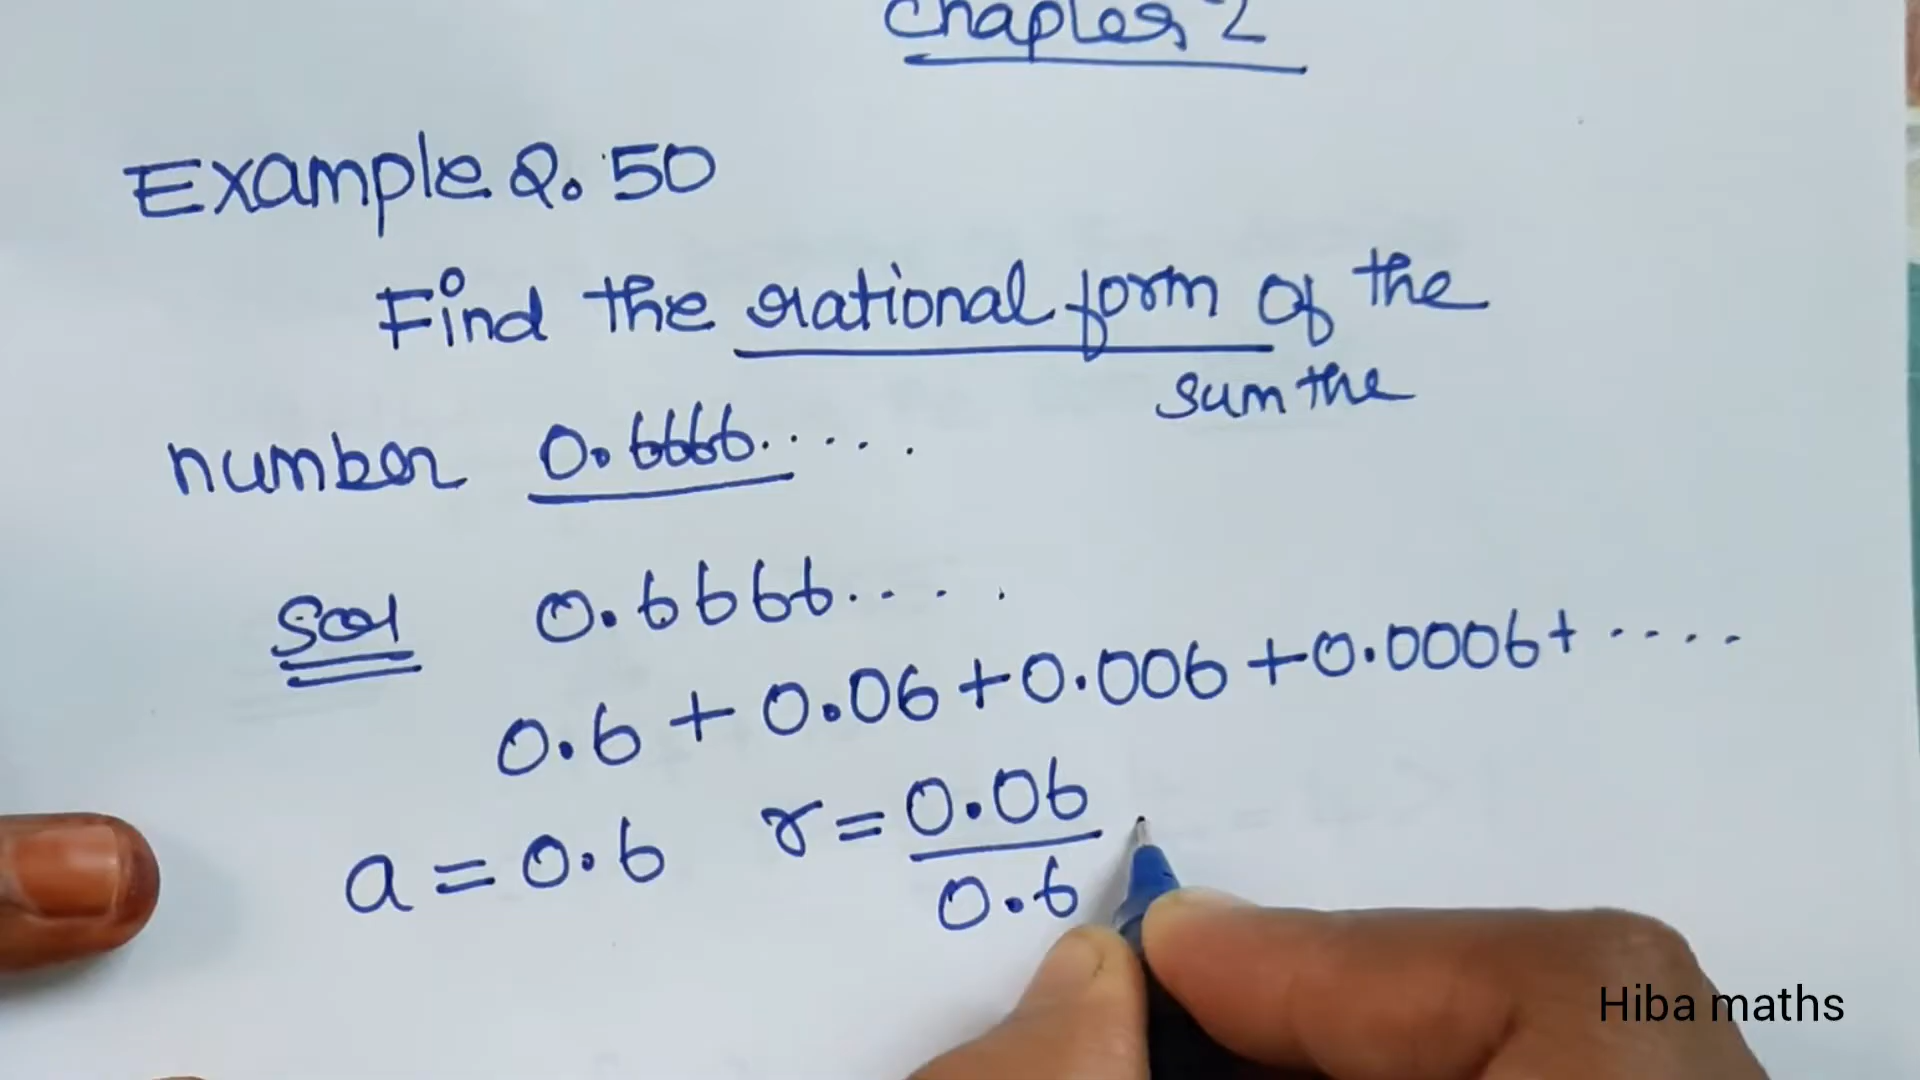 Chapter 2
Example 2.50
Find the rational form of the
sum the
number 0.6666.....
Sol 0.6666....
0.6 + 0.06 + 0.006 + 0.0006 + ....
a = 0.6 r = 0.06 / 0.6
Hiba maths